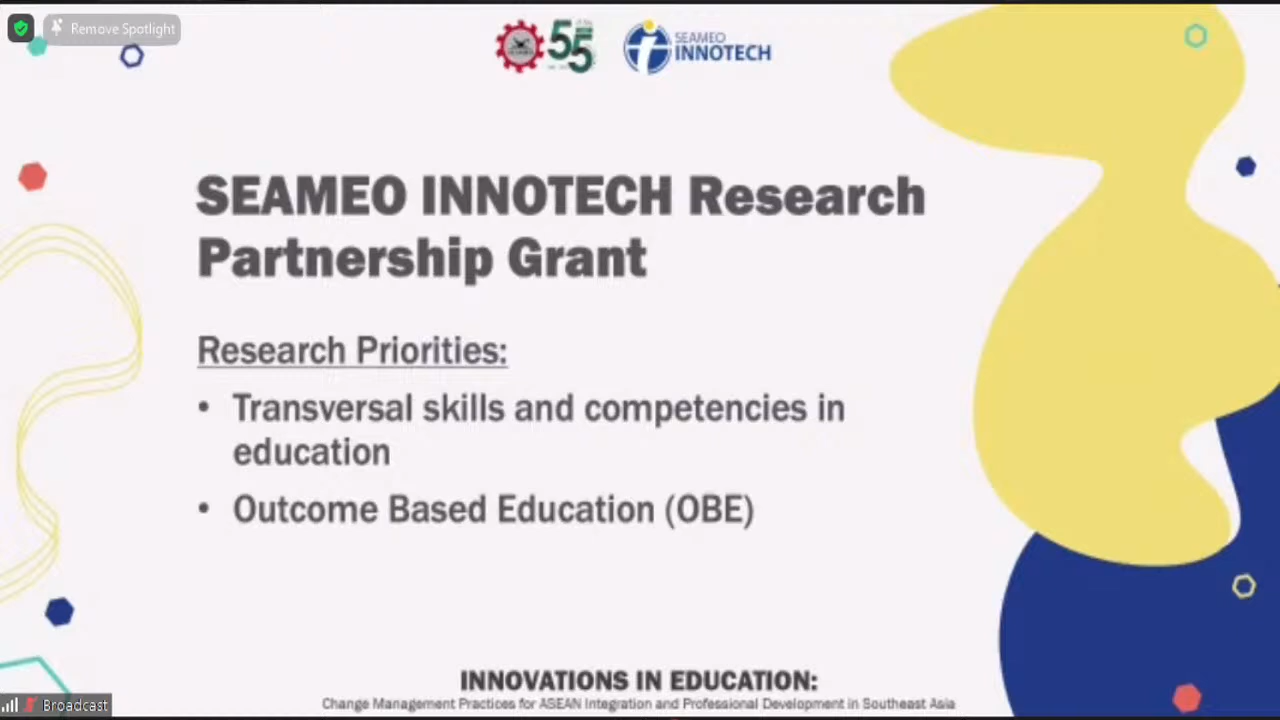 Remove Spotlight
55
SEAMEO
INNOTECH
SEAMEO INNOTECH Research
Partnership Grant
Research Priorities:
• Transversal skills and competencies in
education
• Outcome Based Education (OBE)
INNOVATIONS IN EDUCATION:
Change Management Practices for ASEAN Integration and Professional Development in Southeast Asia
Broadcast